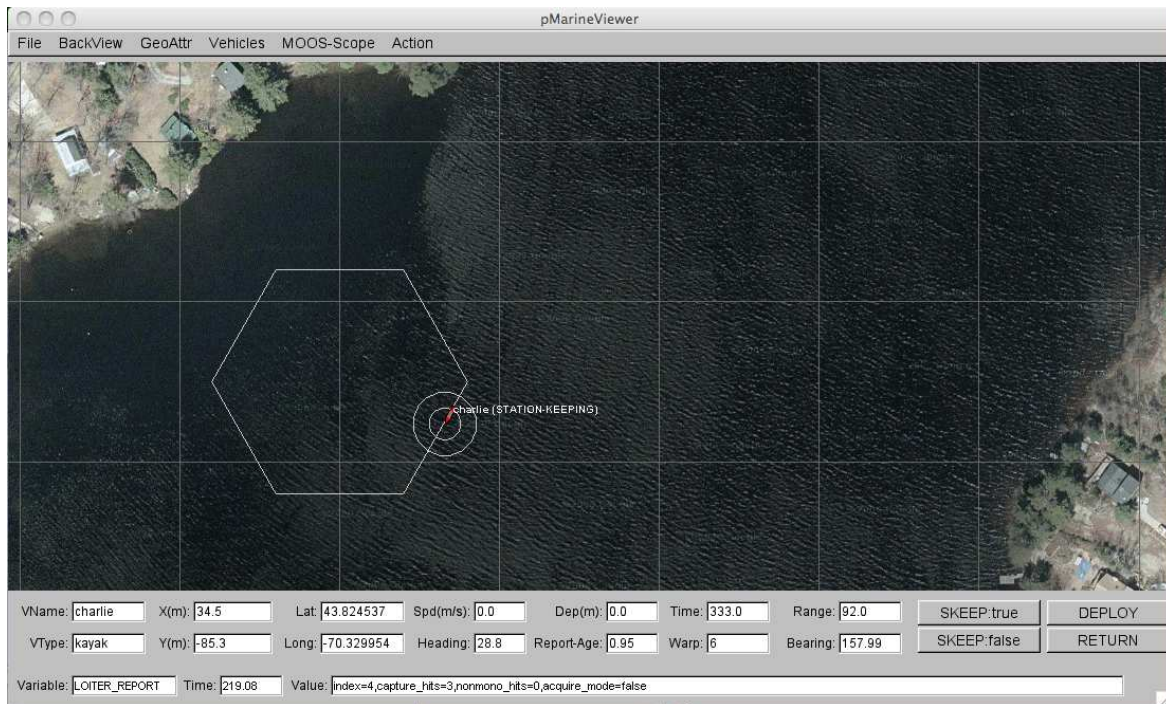 pMarineViewer
File BackView GeoAttr Vehicles MOOS-Scope Action
charlie (STATION-KEEPING)
VName: charlie X(m): 34.5 Lat: 43.824537 Spd(m/s): 0.0 Dep(m): 0.0 Time: 333.0 Range: 92.0 SKEEP:true DEPLOY
VType: kayak Y(m): -85.3 Long: -70.329954 Heading: 28.8 Report-Age: 0.95 Warp: 6 Bearing: 157.99 SKEEP:false RETURN
Variable: LOITER_REPORT Time: 219.08 Value: index=4,capture_hits=3,nonmono_hits=0,acquire_mode=false